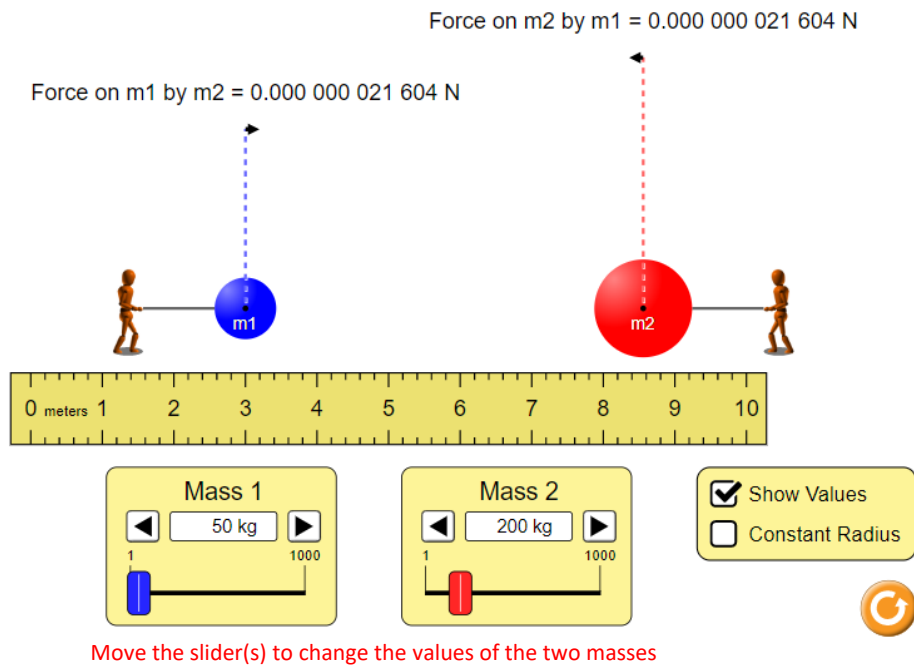 Force on m2 by m1 = 0.000 000 021 604 N
Force on m1 by m2 = 0.000 000 021 604 N
m1
m2
0 meters 1 2 3 4 5 6 7 8 9 10
Mass 1
50 kg
1 1000
Mass 2
200 kg
1 1000
Show Values
Constant Radius
Move the slider(s) to change the values of the two masses